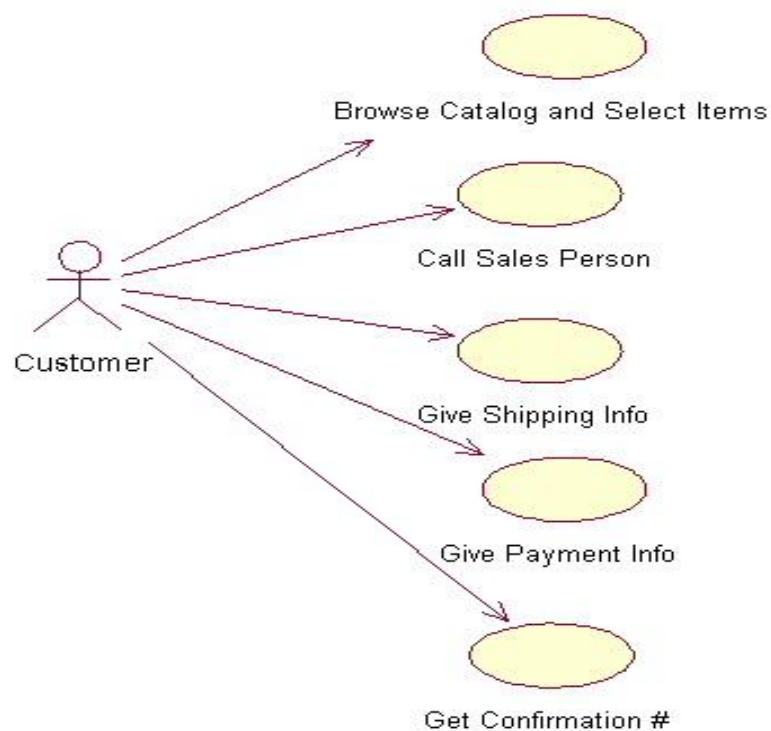 Browse Catalog and Select Items
Call Sales Person
Customer
Give Shipping Info
Give Payment Info
Get Confirmation #